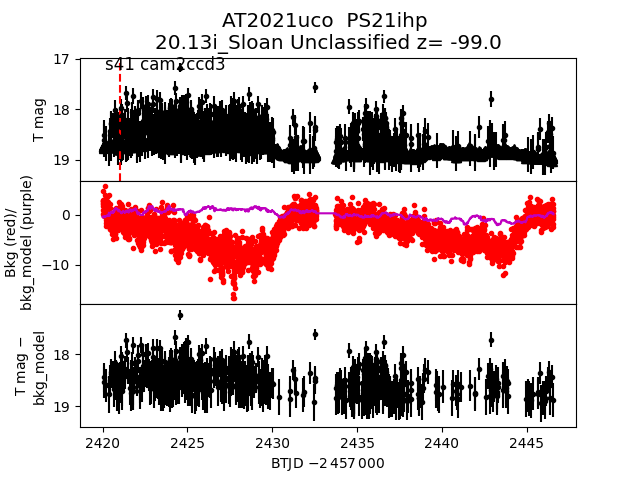 AT2021uco  PS21ihp
20.13i_Sloan Unclassified z= -99.0
s41 cam2ccd3
17
18
19
T mag
0
−10
Bkg (red)/
bkg_model (purple)
18
19
T mag −
bkg_model
2420 2425 2430 2435 2440 2445
BTJD −2 457 000